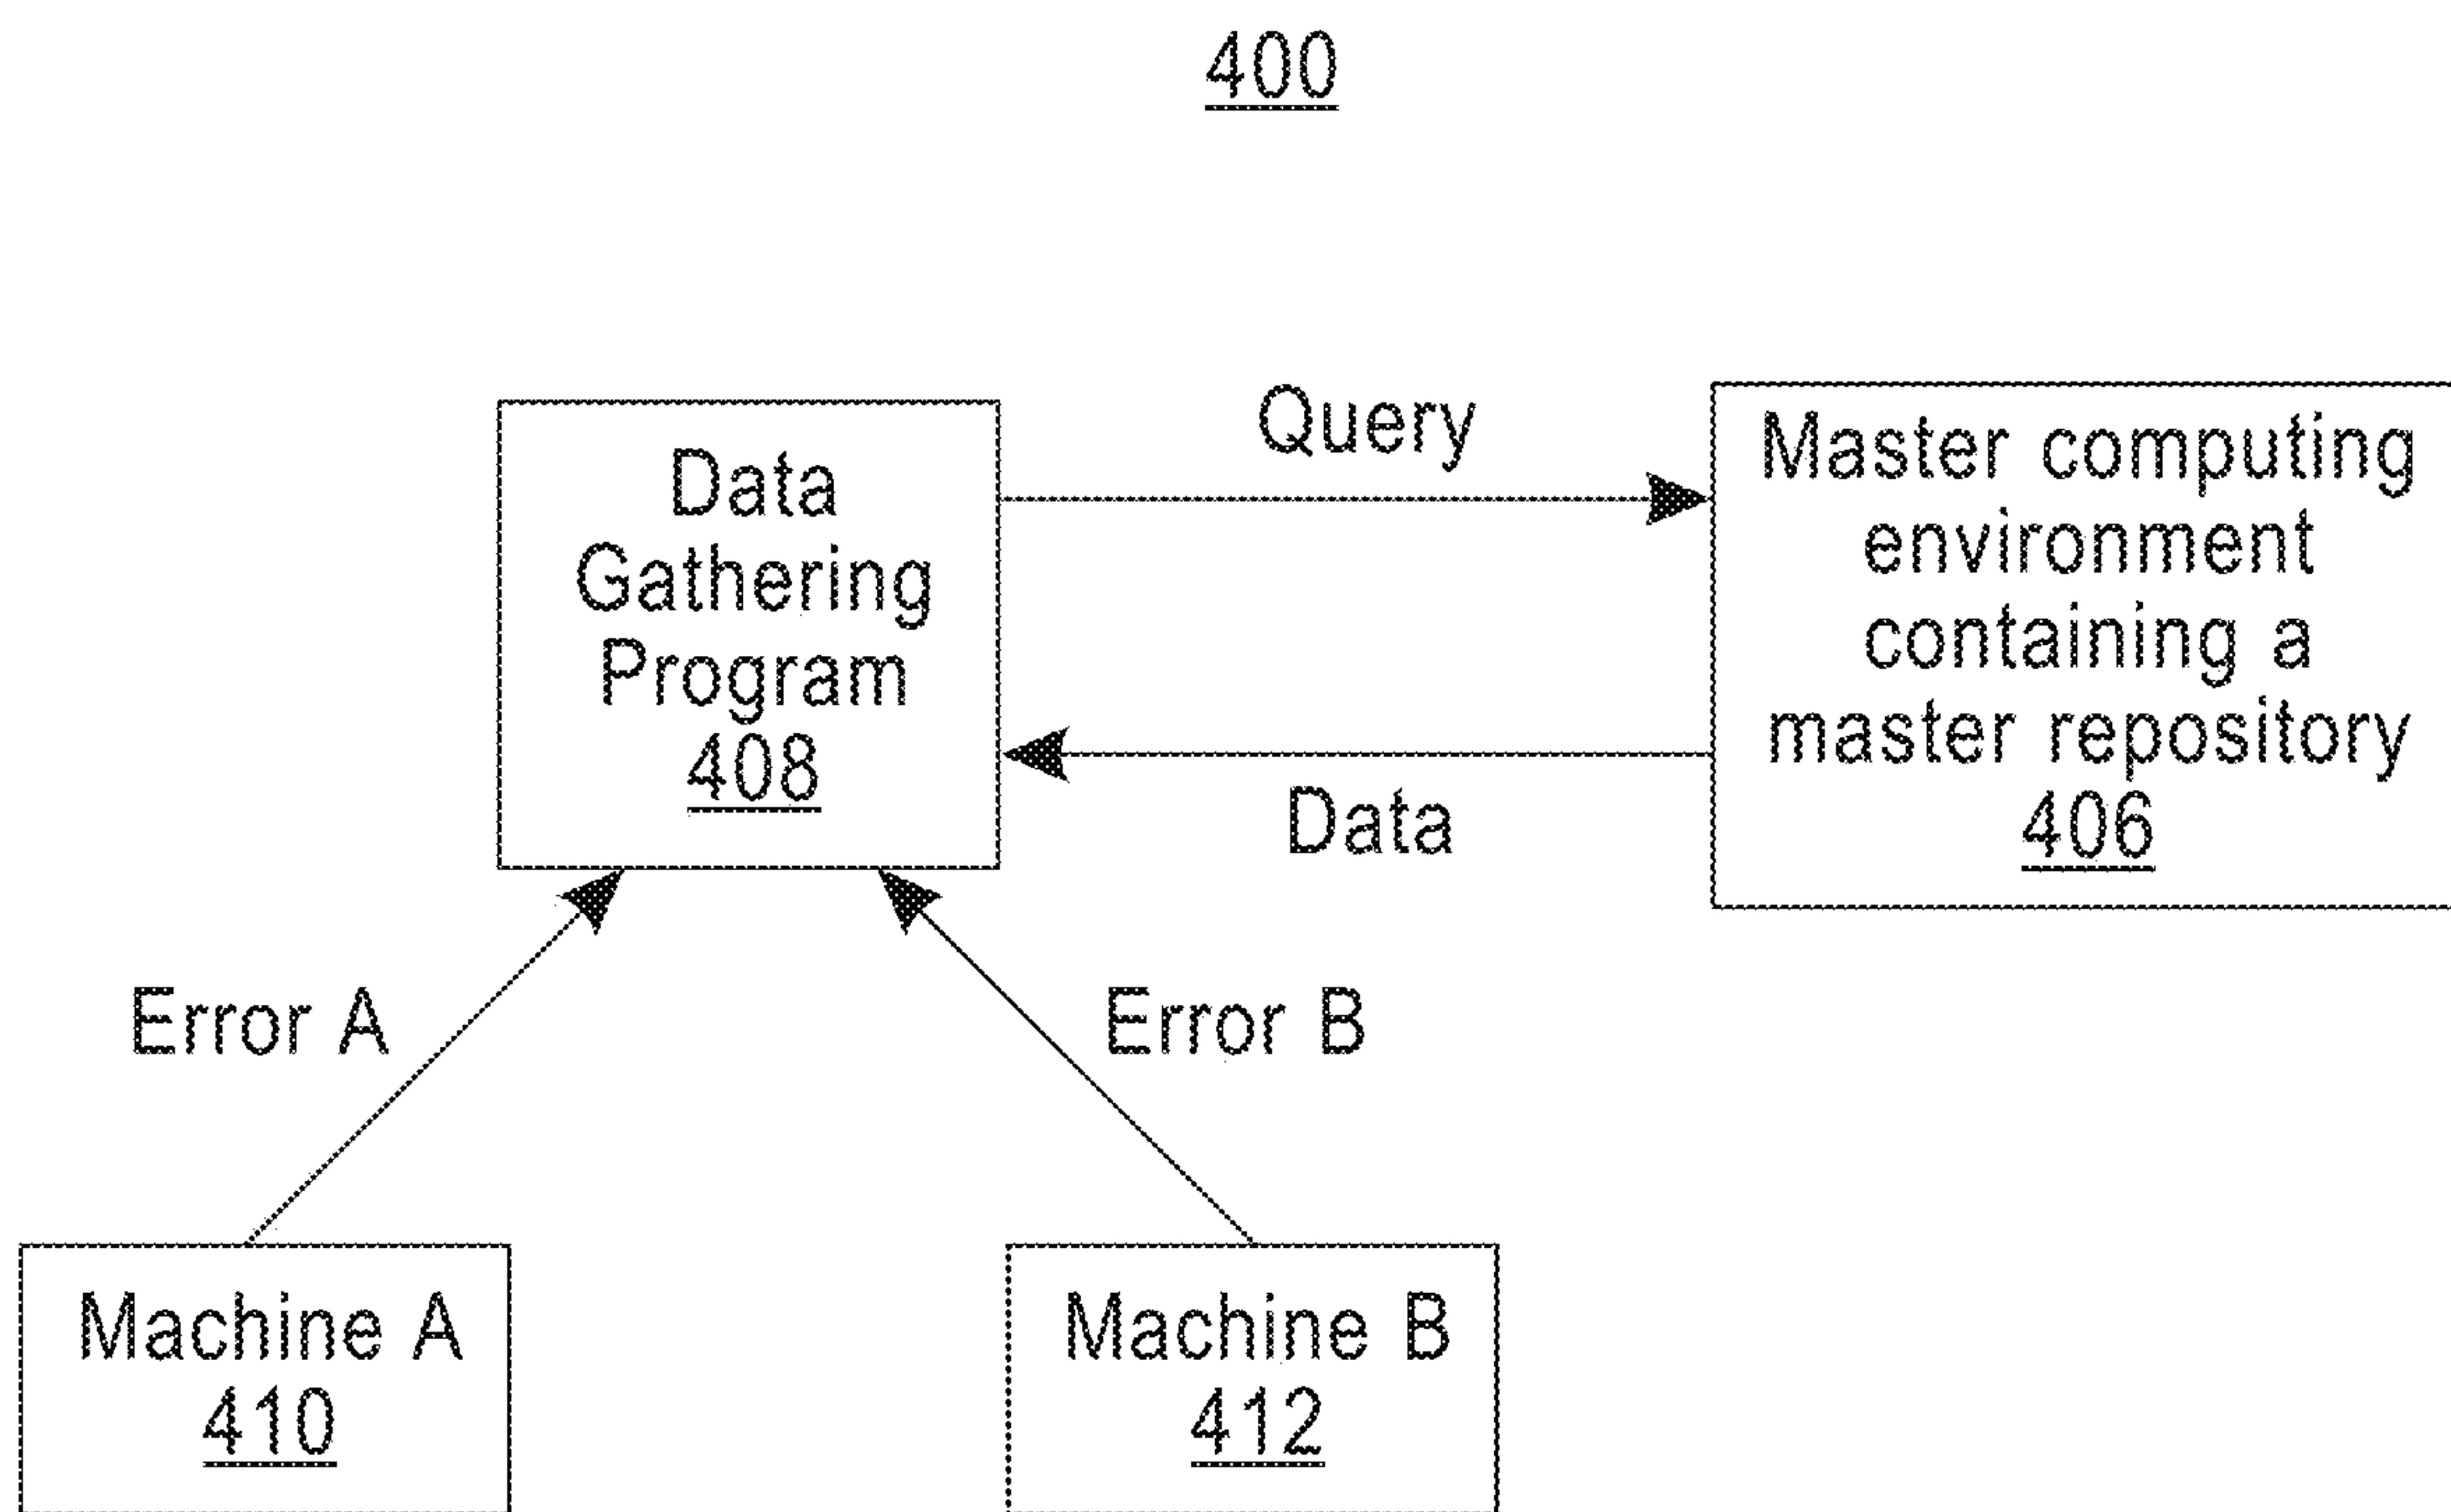 400
Data
Gathering
Program
408
Query
Data
Master computing
environment
containing a
master repository
406
Error A
Error B
Machine A
410
Machine B
412